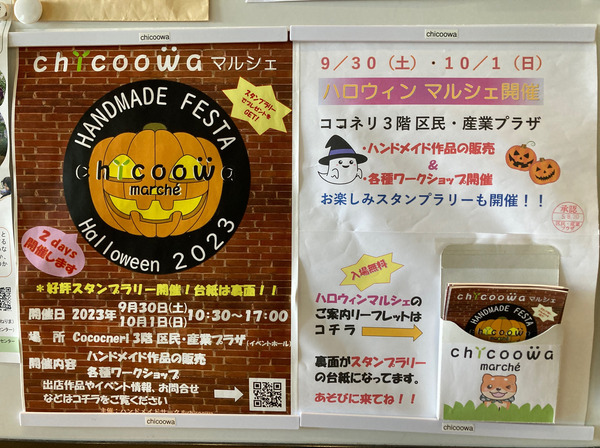 chicoowa
chicoowa マルシェ
スタンプラリー
でプレゼントを
GET!
HANDMADE FESTA
chicoowa
marché
Halloween 2023
2 days
開催します
＊好評スタンプラリー開催！台紙は裏面！！
開催日 2023年 9月30日(土) 10月1日(日) 10:30~17:00
場 所 Cococneri 3階 区民・産業プラザ(イベントホール)
開催内容 ハンドメイド作品の販売
各種ワークショップ
出店作品やイベント情報、お問合せ
などはコチラをご覧ください
chicoowa
chicoowa
9／30（土）・10／1（日）
ハロウィン マルシェ開催
ココネリ３階 区民・産業プラザ
・ハンドメイド作品の販売
&
・各種ワークショップ開催
お楽しみスタンプラリーも開催！！
承認
入場無料
ハロウィンマルシェの
ご案内リーフレットは
コチラ
裏面がスタンプラリー
の台紙になってます。
あそびに来てね！！
chicoowa マルシェ
HANDMADE FESTA
chicoowa
marché
chicoowa